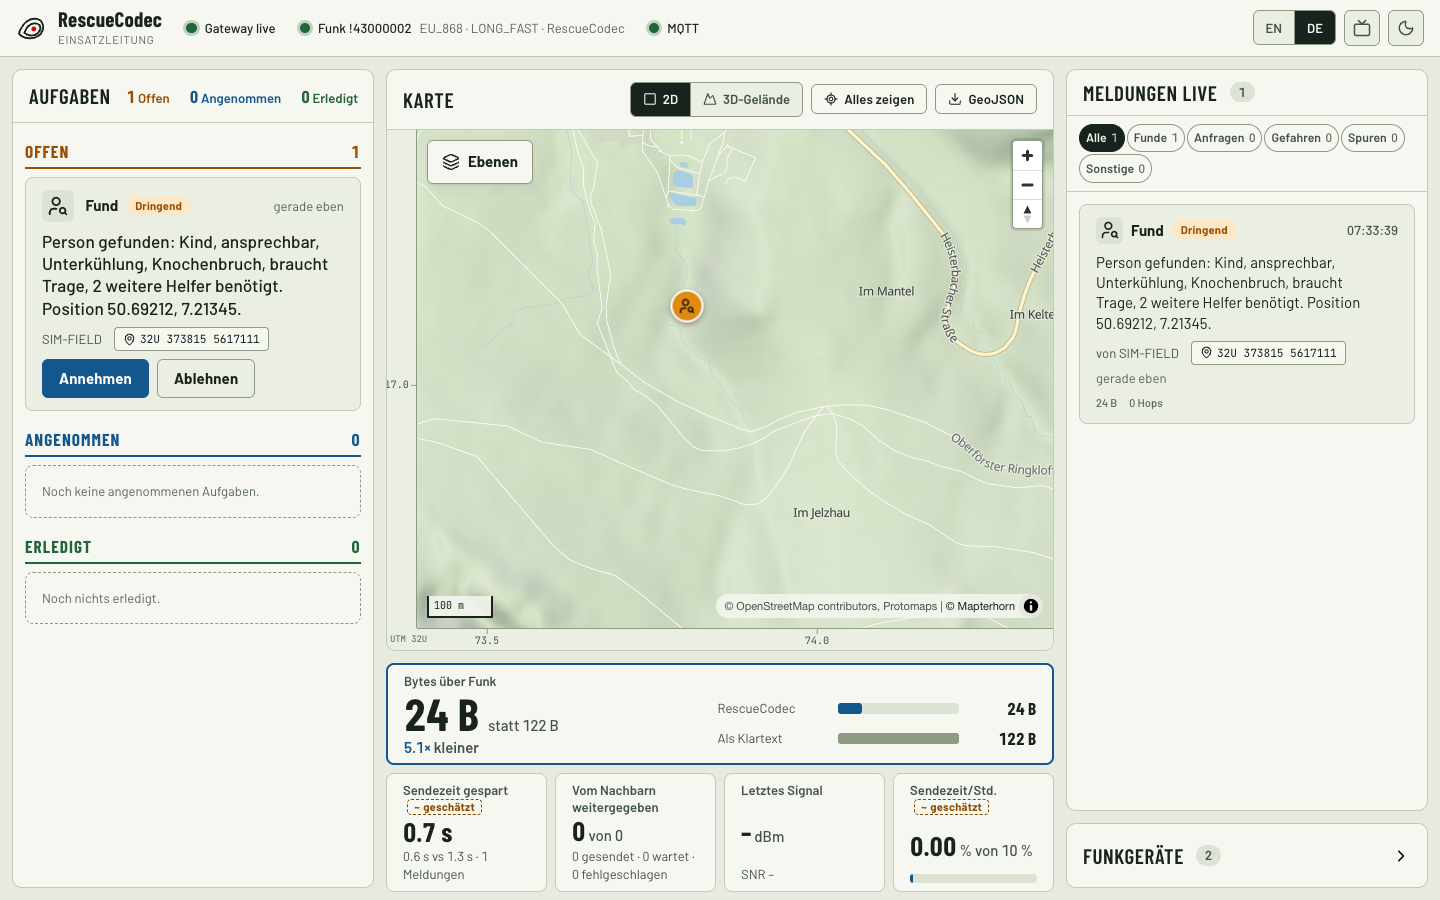 RescueCodec
EINSATZLEITUNG
Gateway live
Funk !43000002 EU_868 · LONG_FAST · RescueCodec
MQTT
EN DE
AUFGABEN 1 Offen 0 Angenommen 0 Erledigt
OFFEN 1
Fund Dringend gerade eben
Person gefunden: Kind, ansprechbar,
Unterkühlung, Knochenbruch, braucht
Trage, 2 weitere Helfer benötigt.
Position 50.69212, 7.21345.
SIM-FIELD 32U 373815 5617111
Annehmen Ablehnen
ANGENOMMEN 0
Noch keine angenommenen Aufgaben.
ERLEDIGT 0
Noch nichts erledigt.
KARTE 2D 3D-Gelände Alles zeigen GeoJSON
Ebenen
Heisterbacher Straße
Heisterb
Im Mantel
Im Kelte
17.0
Oberförster Ringklof
Im Jelzhau
100 m
© OpenStreetMap contributors, Protomaps | © Mapterhorn
UTM 32U 73.5 74.0
Bytes über Funk
24 B statt 122 B
5.1× kleiner
RescueCodec 24 B
Als Klartext 122 B
Sendezeit gespart
~ geschätzt
0.7 s
0.6 s vs 1.3 s · 1
Meldungen
Vom Nachbarn
weitergegeben
0 von 0
0 gesendet · 0 wartet ·
0 fehlgeschlagen
Letztes Signal
– dBm
SNR –
Sendezeit/Std.
~ geschätzt
0.00 % von 10 %
MELDUNGEN LIVE 1
Alle 1 Funde 1 Anfragen 0 Gefahren 0 Spuren 0
Sonstige 0
Fund Dringend 07:33:39
Person gefunden: Kind, ansprechbar,
Unterkühlung, Knochenbruch, braucht
Trage, 2 weitere Helfer benötigt. Position
50.69212, 7.21345.
von SIM-FIELD 32U 373815 5617111
gerade eben
24 B 0 Hops
FUNKGERÄTE 2